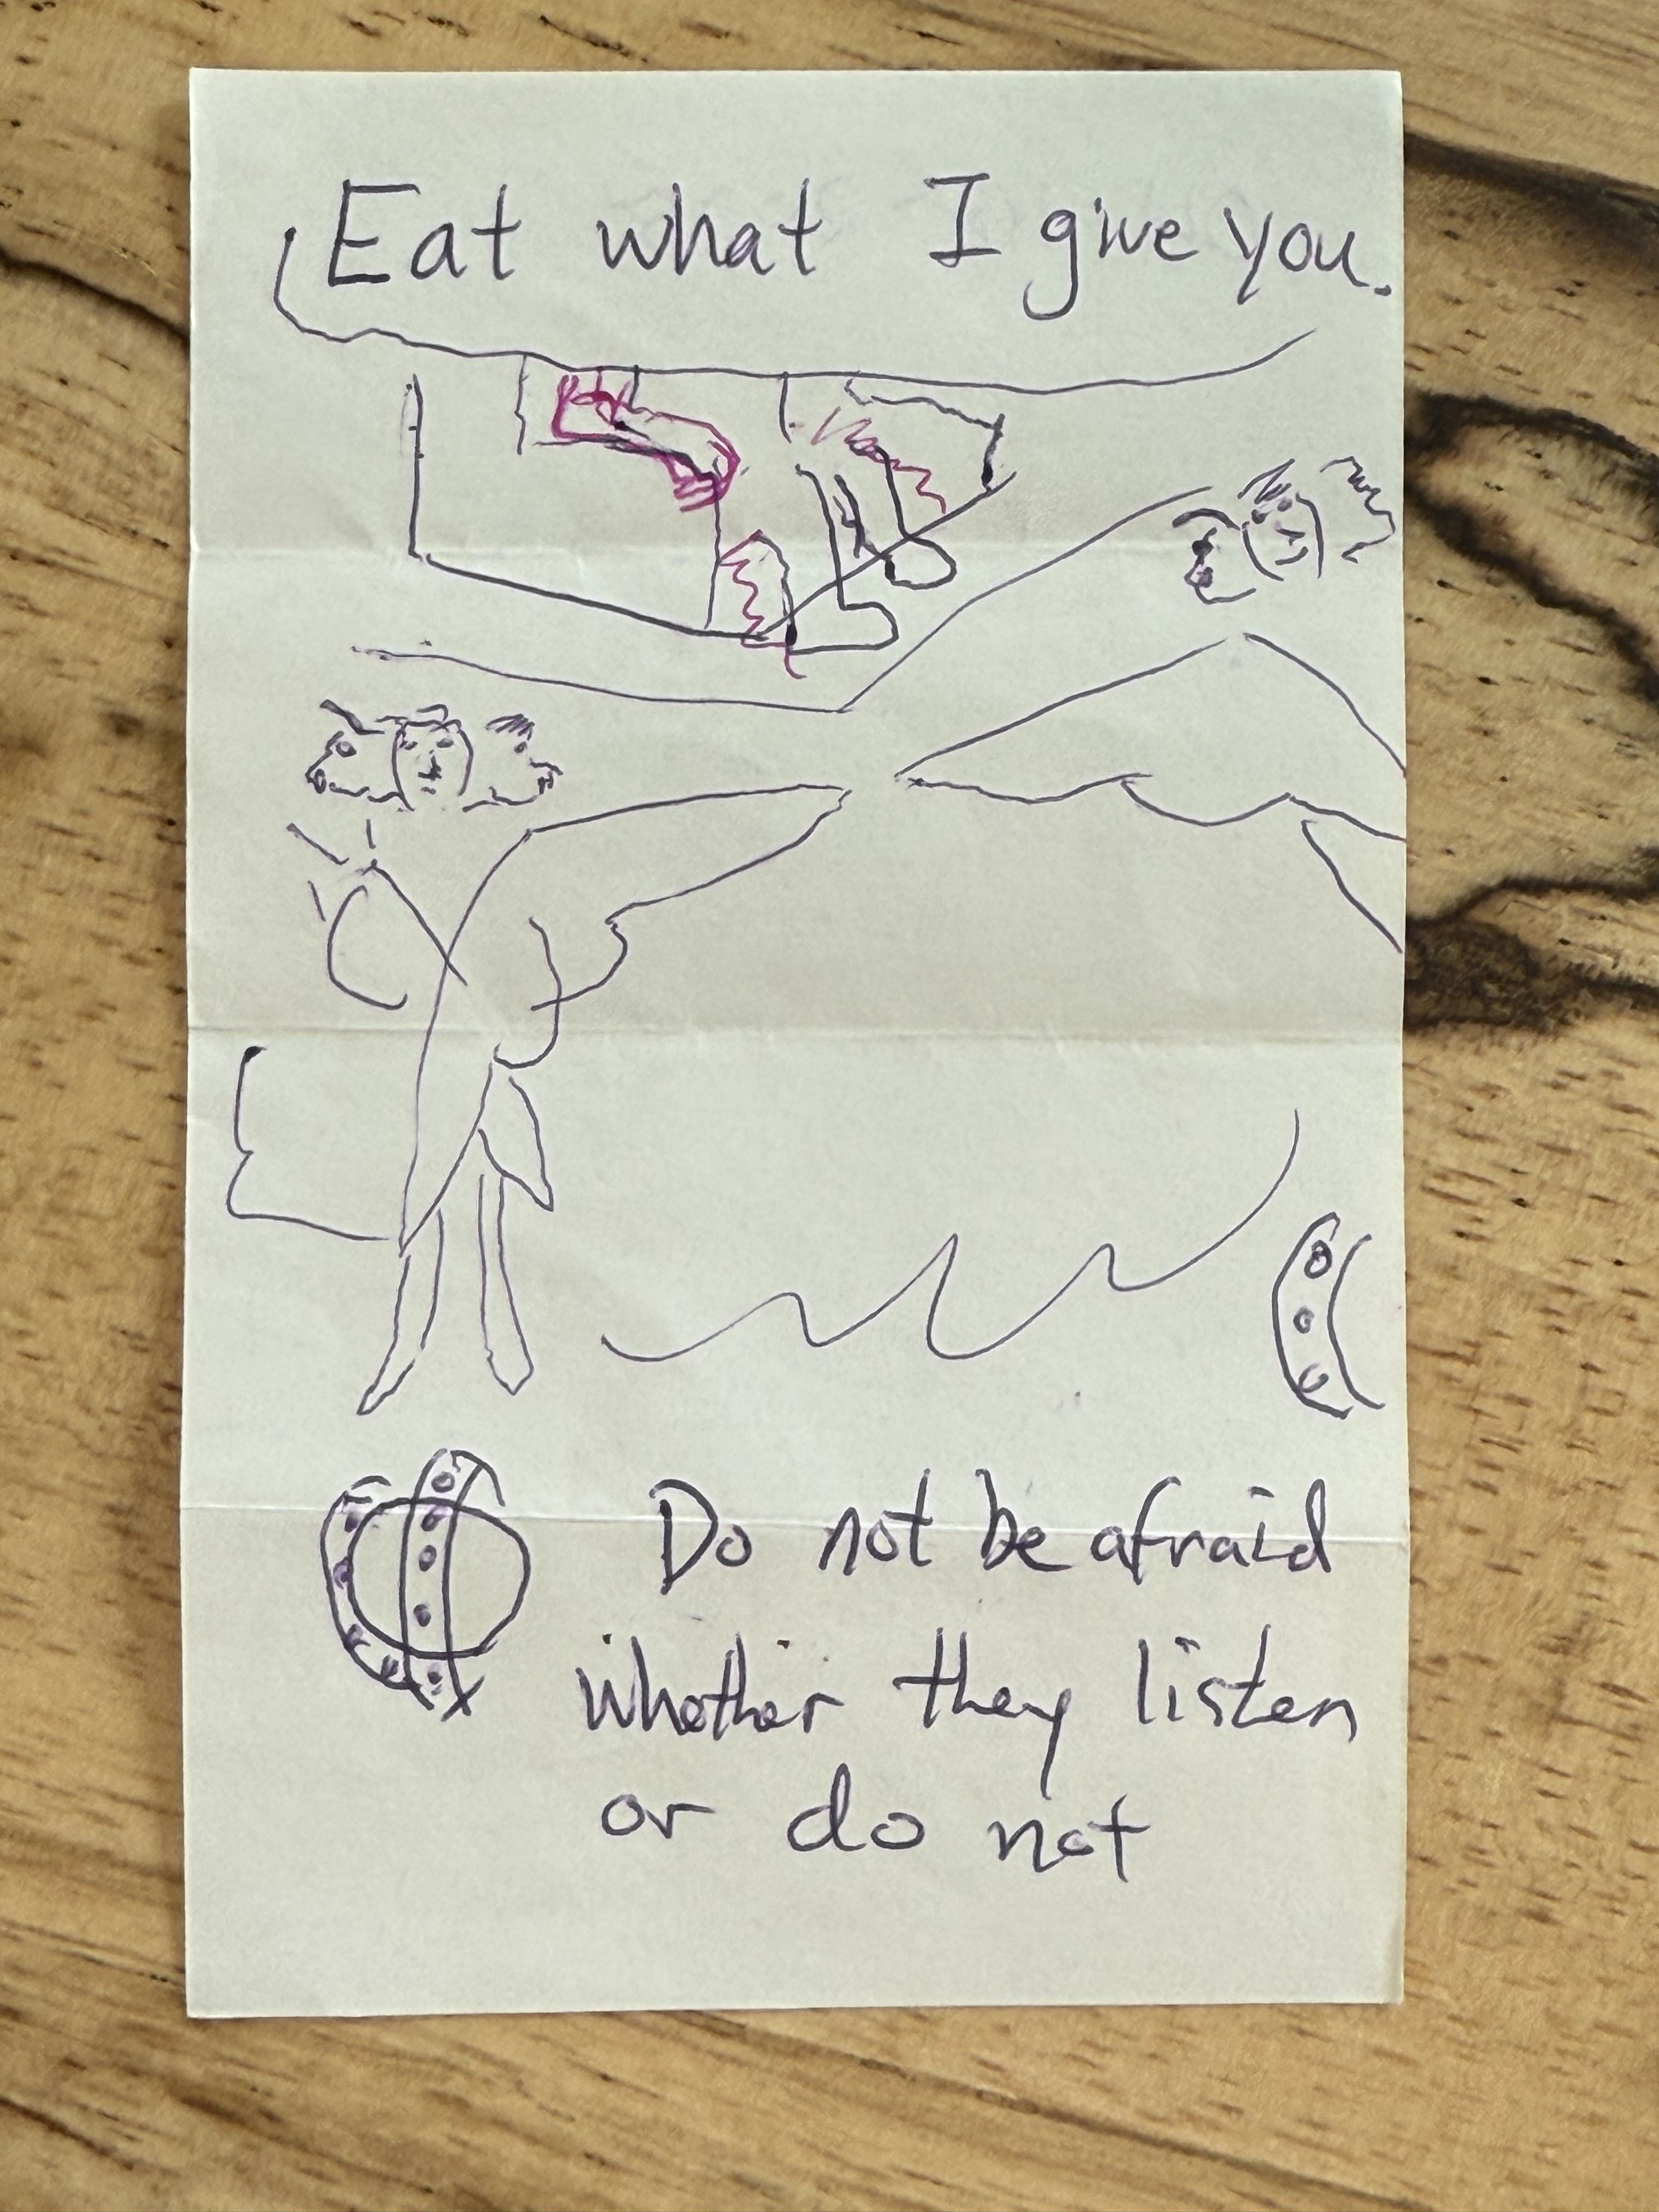 Eat what I give you.
Do not be afraid
whether they listen
or do not